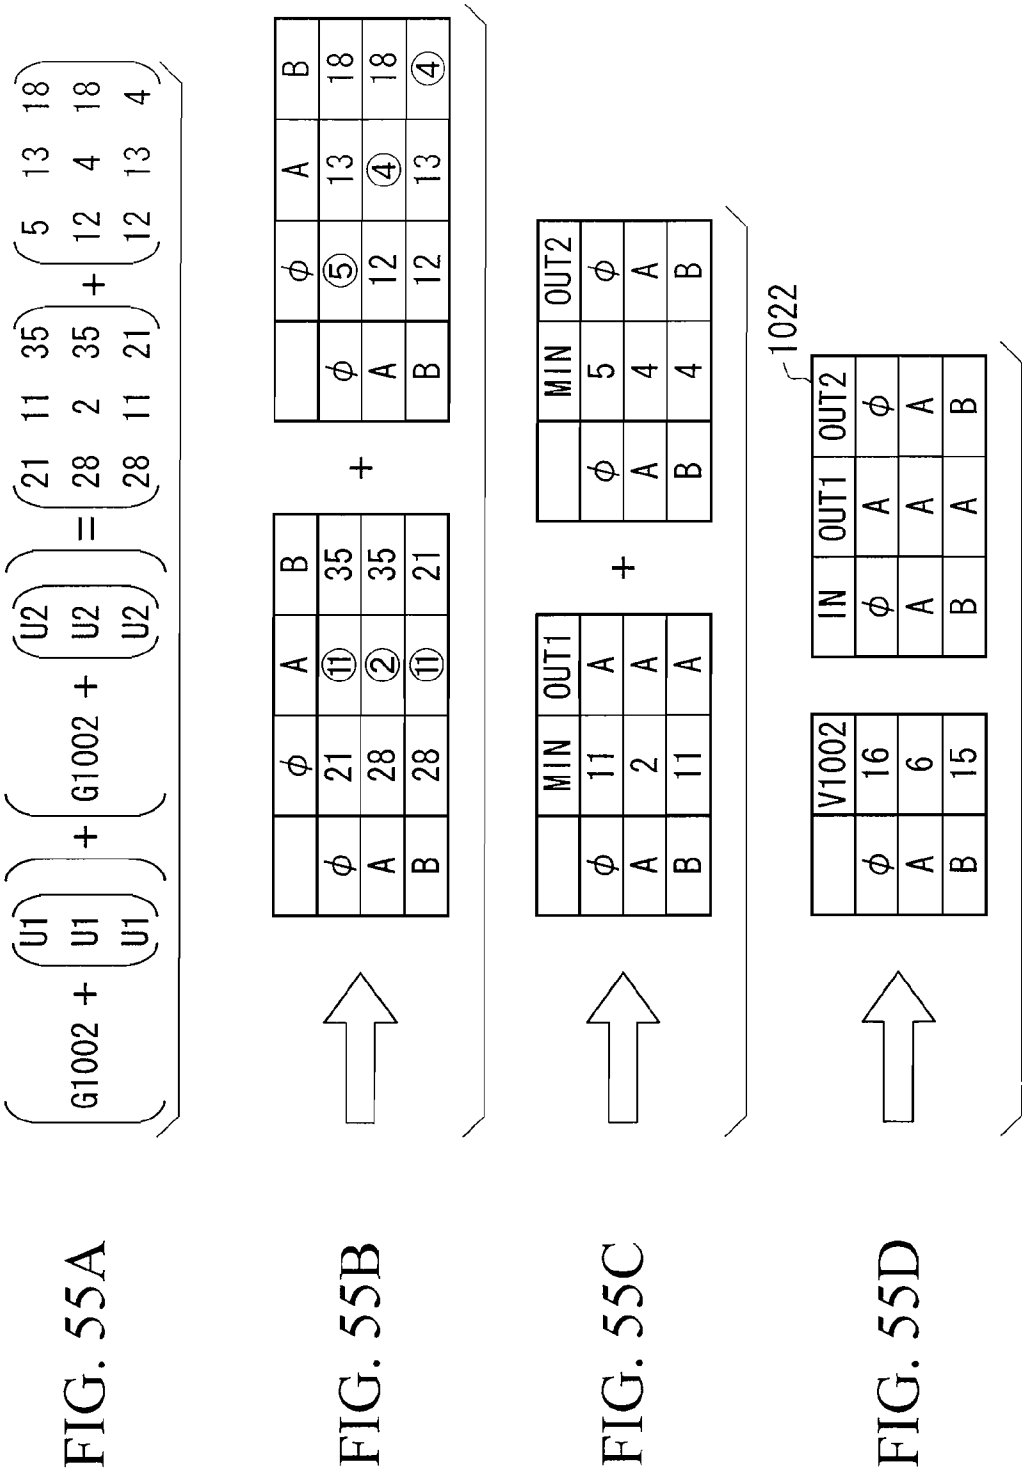 FIG. 55A
G1002 + (U1 U1 U1) + G1002 + (U2 U2 U2) = (21 11 35) + (5 13 18)
28 2 35 12 4 18
28 11 21 12 13 4
FIG. 55B
ϕ A B
ϕ 21 11 35
A 28 2 35
B 28 11 21
+
ϕ A B
ϕ 5 13 18
A 12 4 18
B 12 13 4
FIG. 55C
MIN OUT1
ϕ 11 A
A 2 A
B 11 A
+
MIN OUT2
ϕ 5 ϕ
A 4 A
B 4 B
FIG. 55D
V1002
ϕ 16
A 6
B 15
IN OUT1 OUT2
ϕ A ϕ
A A A
B A B
1022